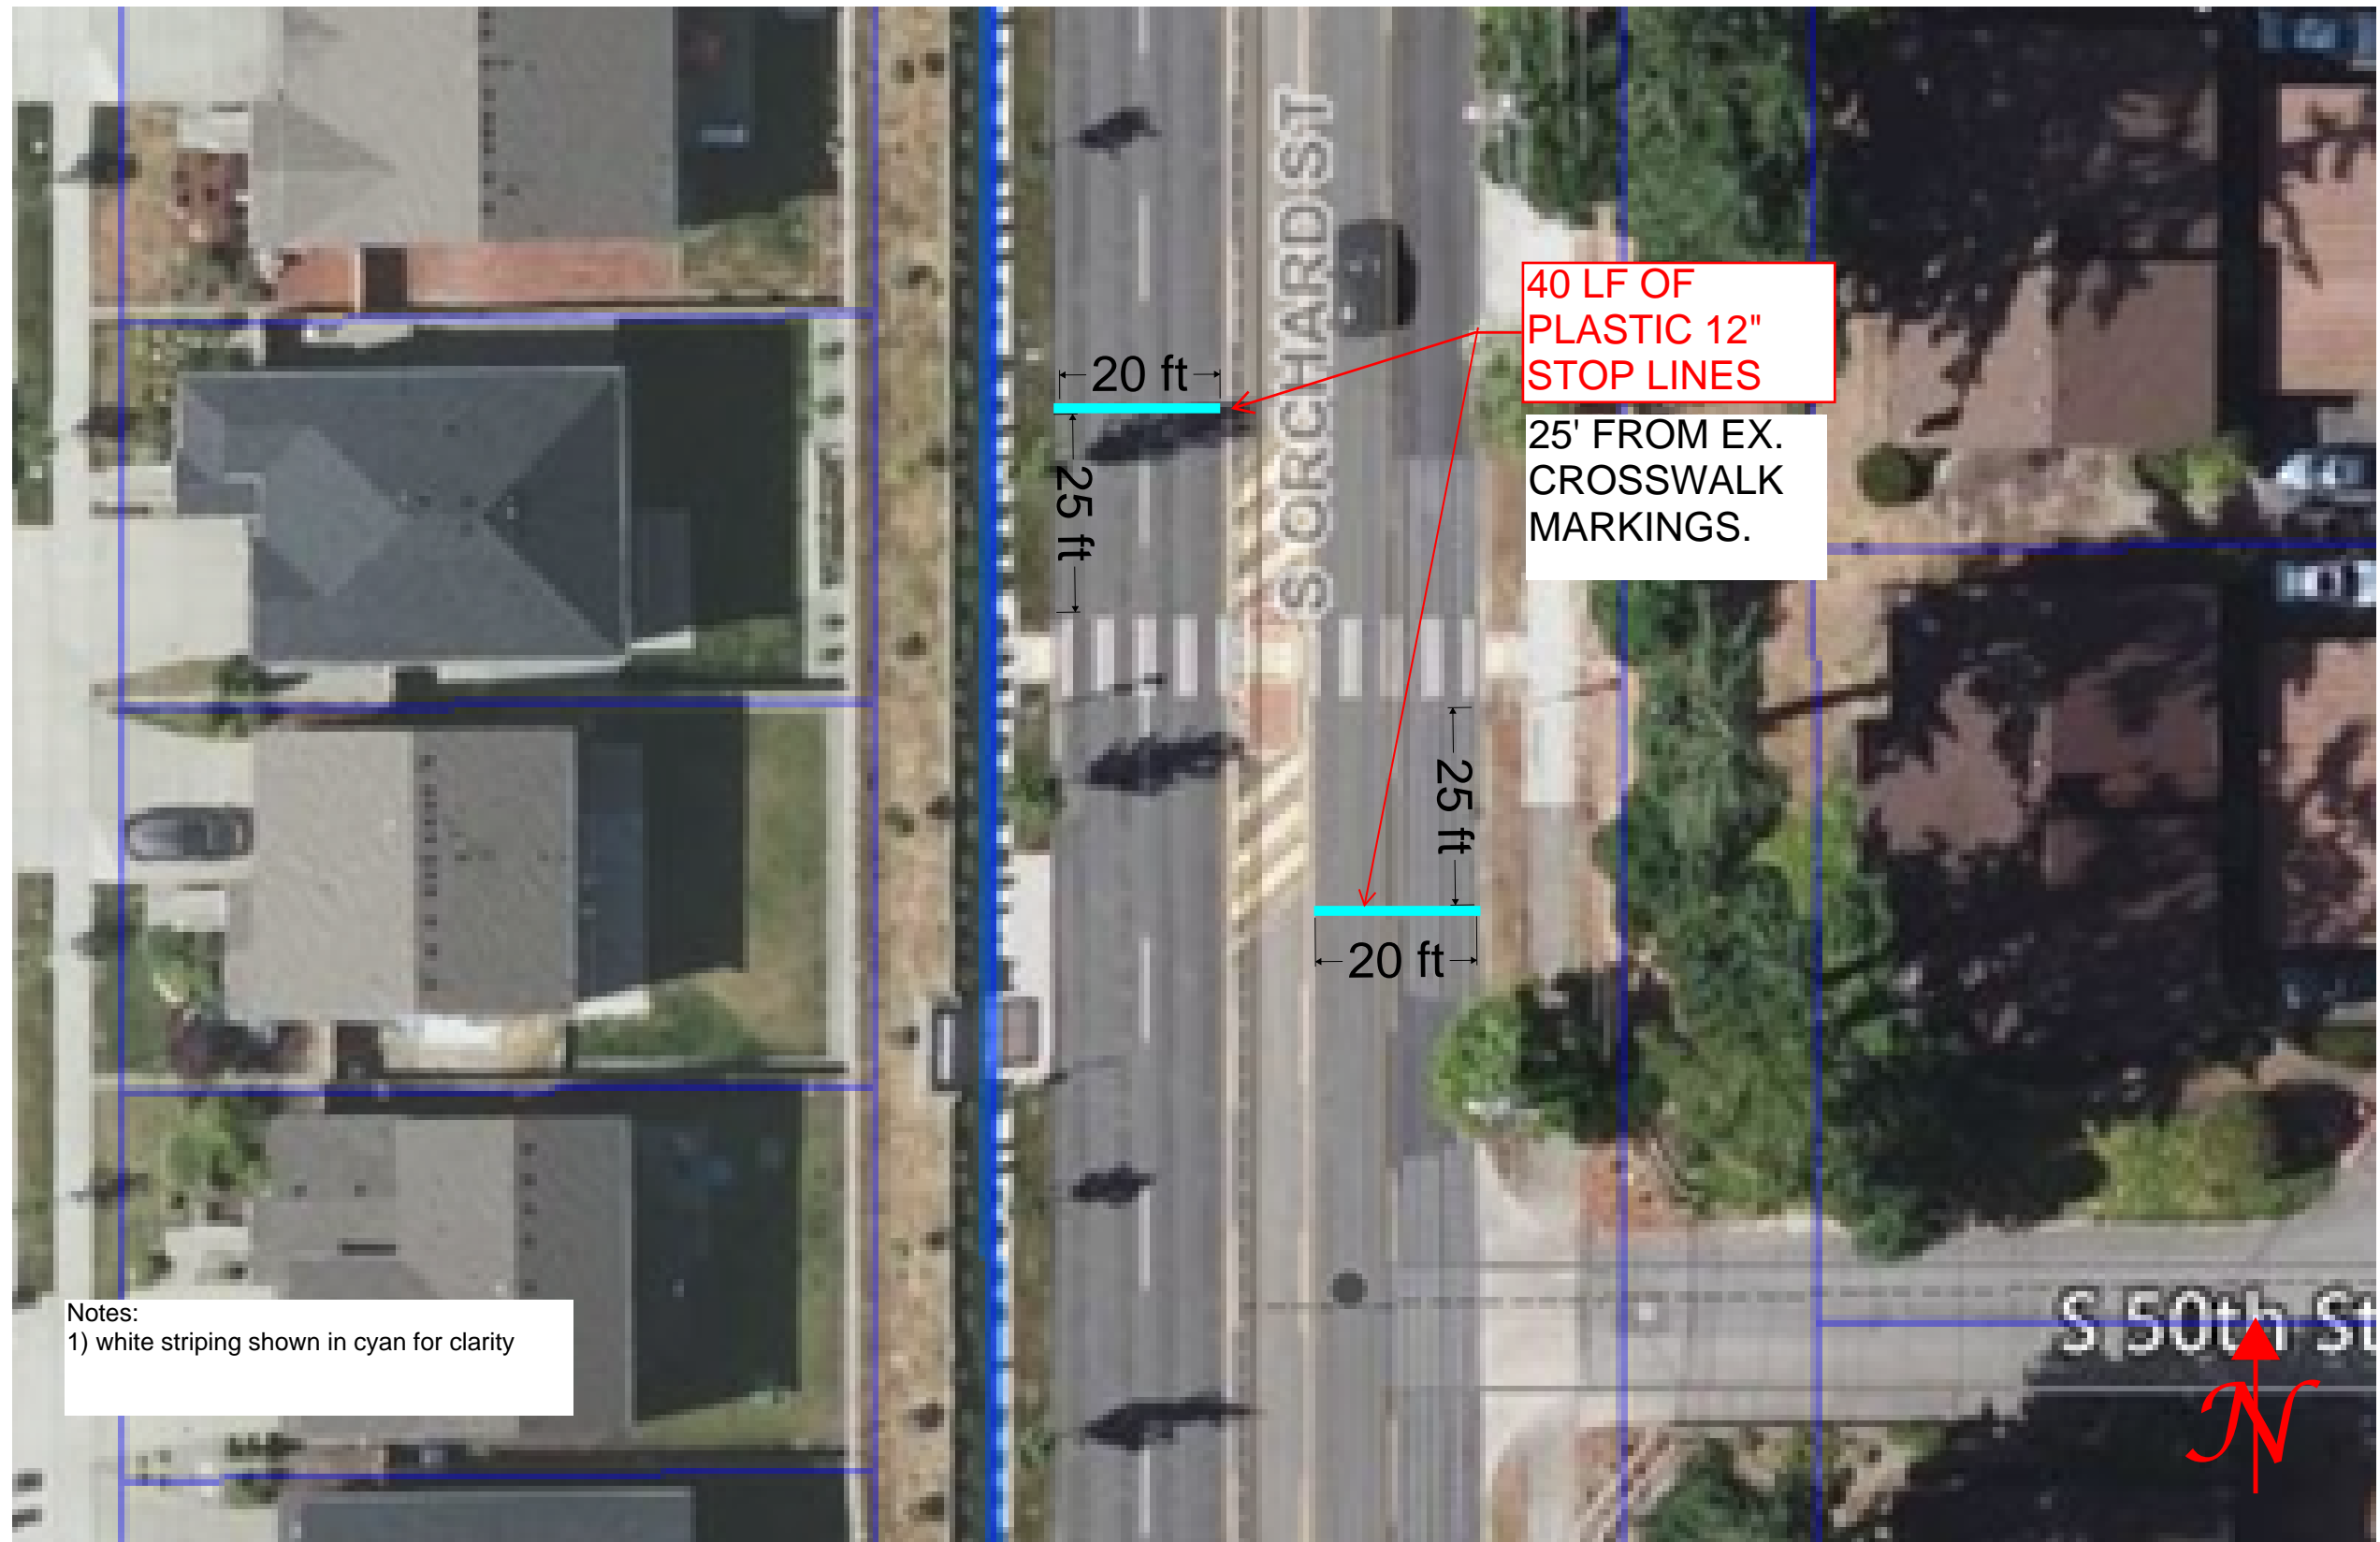 S ORCHARD ST
40 LF OF
PLASTIC 12"
STOP LINES
20 ft
25' FROM EX.
CROSSWALK
MARKINGS.
25 ft
25 ft
20 ft
Notes:
1) white striping shown in cyan for clarity
S 50th St
N